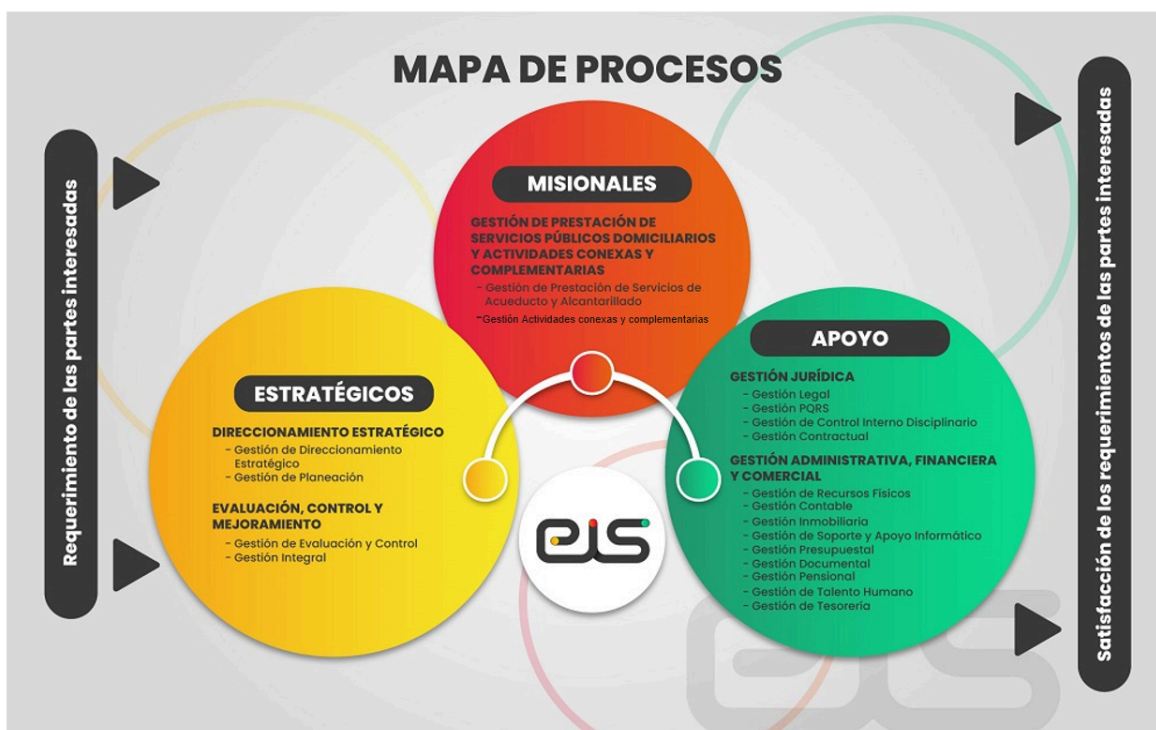 MAPA DE PROCESOS
Requerimiento de las partes interesadas
MISIONALES
GESTIÓN DE PRESTACIÓN DE
SERVICIOS PÚBLICOS DOMICILIARIOS
Y ACTIVIDADES CONEXAS Y
COMPLEMENTARIAS
- Gestión de Prestación de Servicios de
Acueducto y Alcantarillado
-Gestión Actividades conexas y complementarias
ESTRATÉGICOS
DIRECCIONAMIENTO ESTRATÉGICO
- Gestión de Direccionamiento
Estratégico
- Gestión de Planeación
EVALUACIÓN, CONTROL Y
MEJORAMIENTO
- Gestión de Evaluación y Control
- Gestión Integral
eis
APOYO
GESTIÓN JURÍDICA
- Gestión Legal
- Gestión PQRS
- Gestión de Control Interno Disciplinario
- Gestión Contractual
GESTIÓN ADMINISTRATIVA, FINANCIERA
Y COMERCIAL
- Gestión de Recursos Físicos
- Gestión Contable
- Gestión Inmobiliaria
- Gestión de Soporte y Apoyo Informático
- Gestión Presupuestal
- Gestión Documental
- Gestión Pensional
- Gestión de Talento Humano
- Gestión de Tesorería
eis
Satisfacción de los requerimientos de las partes interesadas